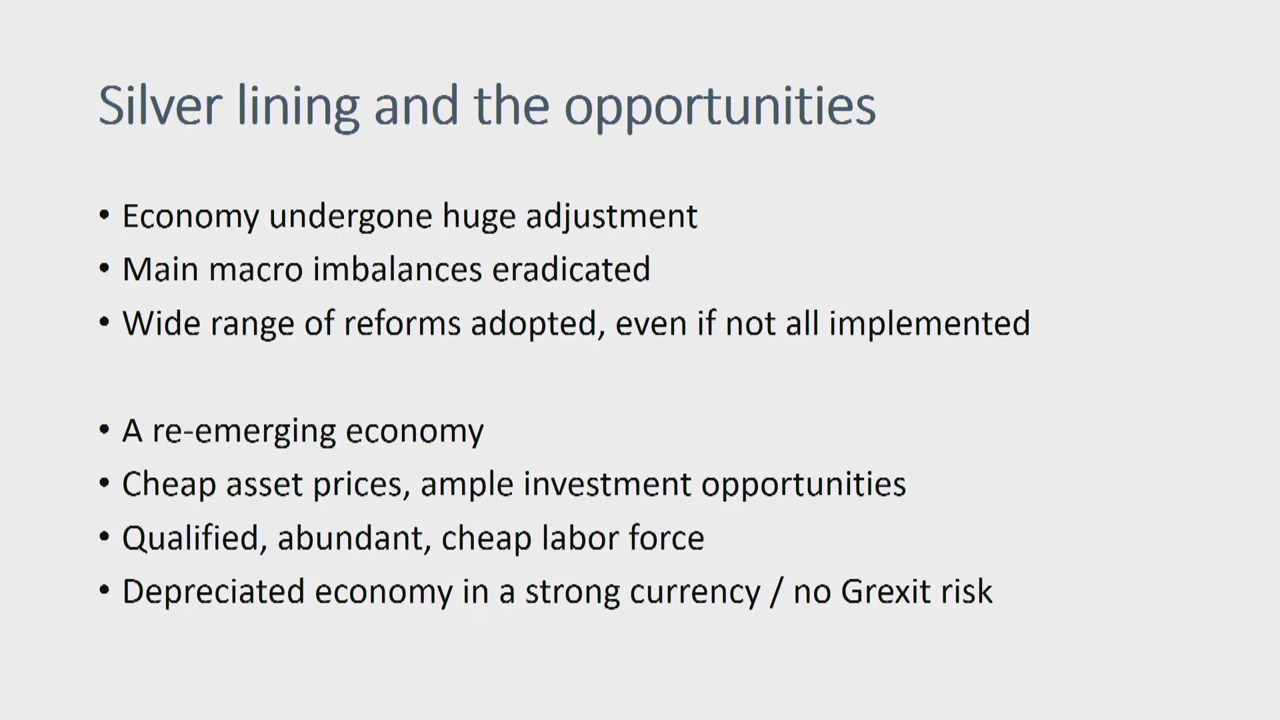 Silver lining and the opportunities
• Economy undergone huge adjustment
• Main macro imbalances eradicated
• Wide range of reforms adopted, even if not all implemented
• A re-emerging economy
• Cheap asset prices, ample investment opportunities
• Qualified, abundant, cheap labor force
• Depreciated economy in a strong currency / no Grexit risk